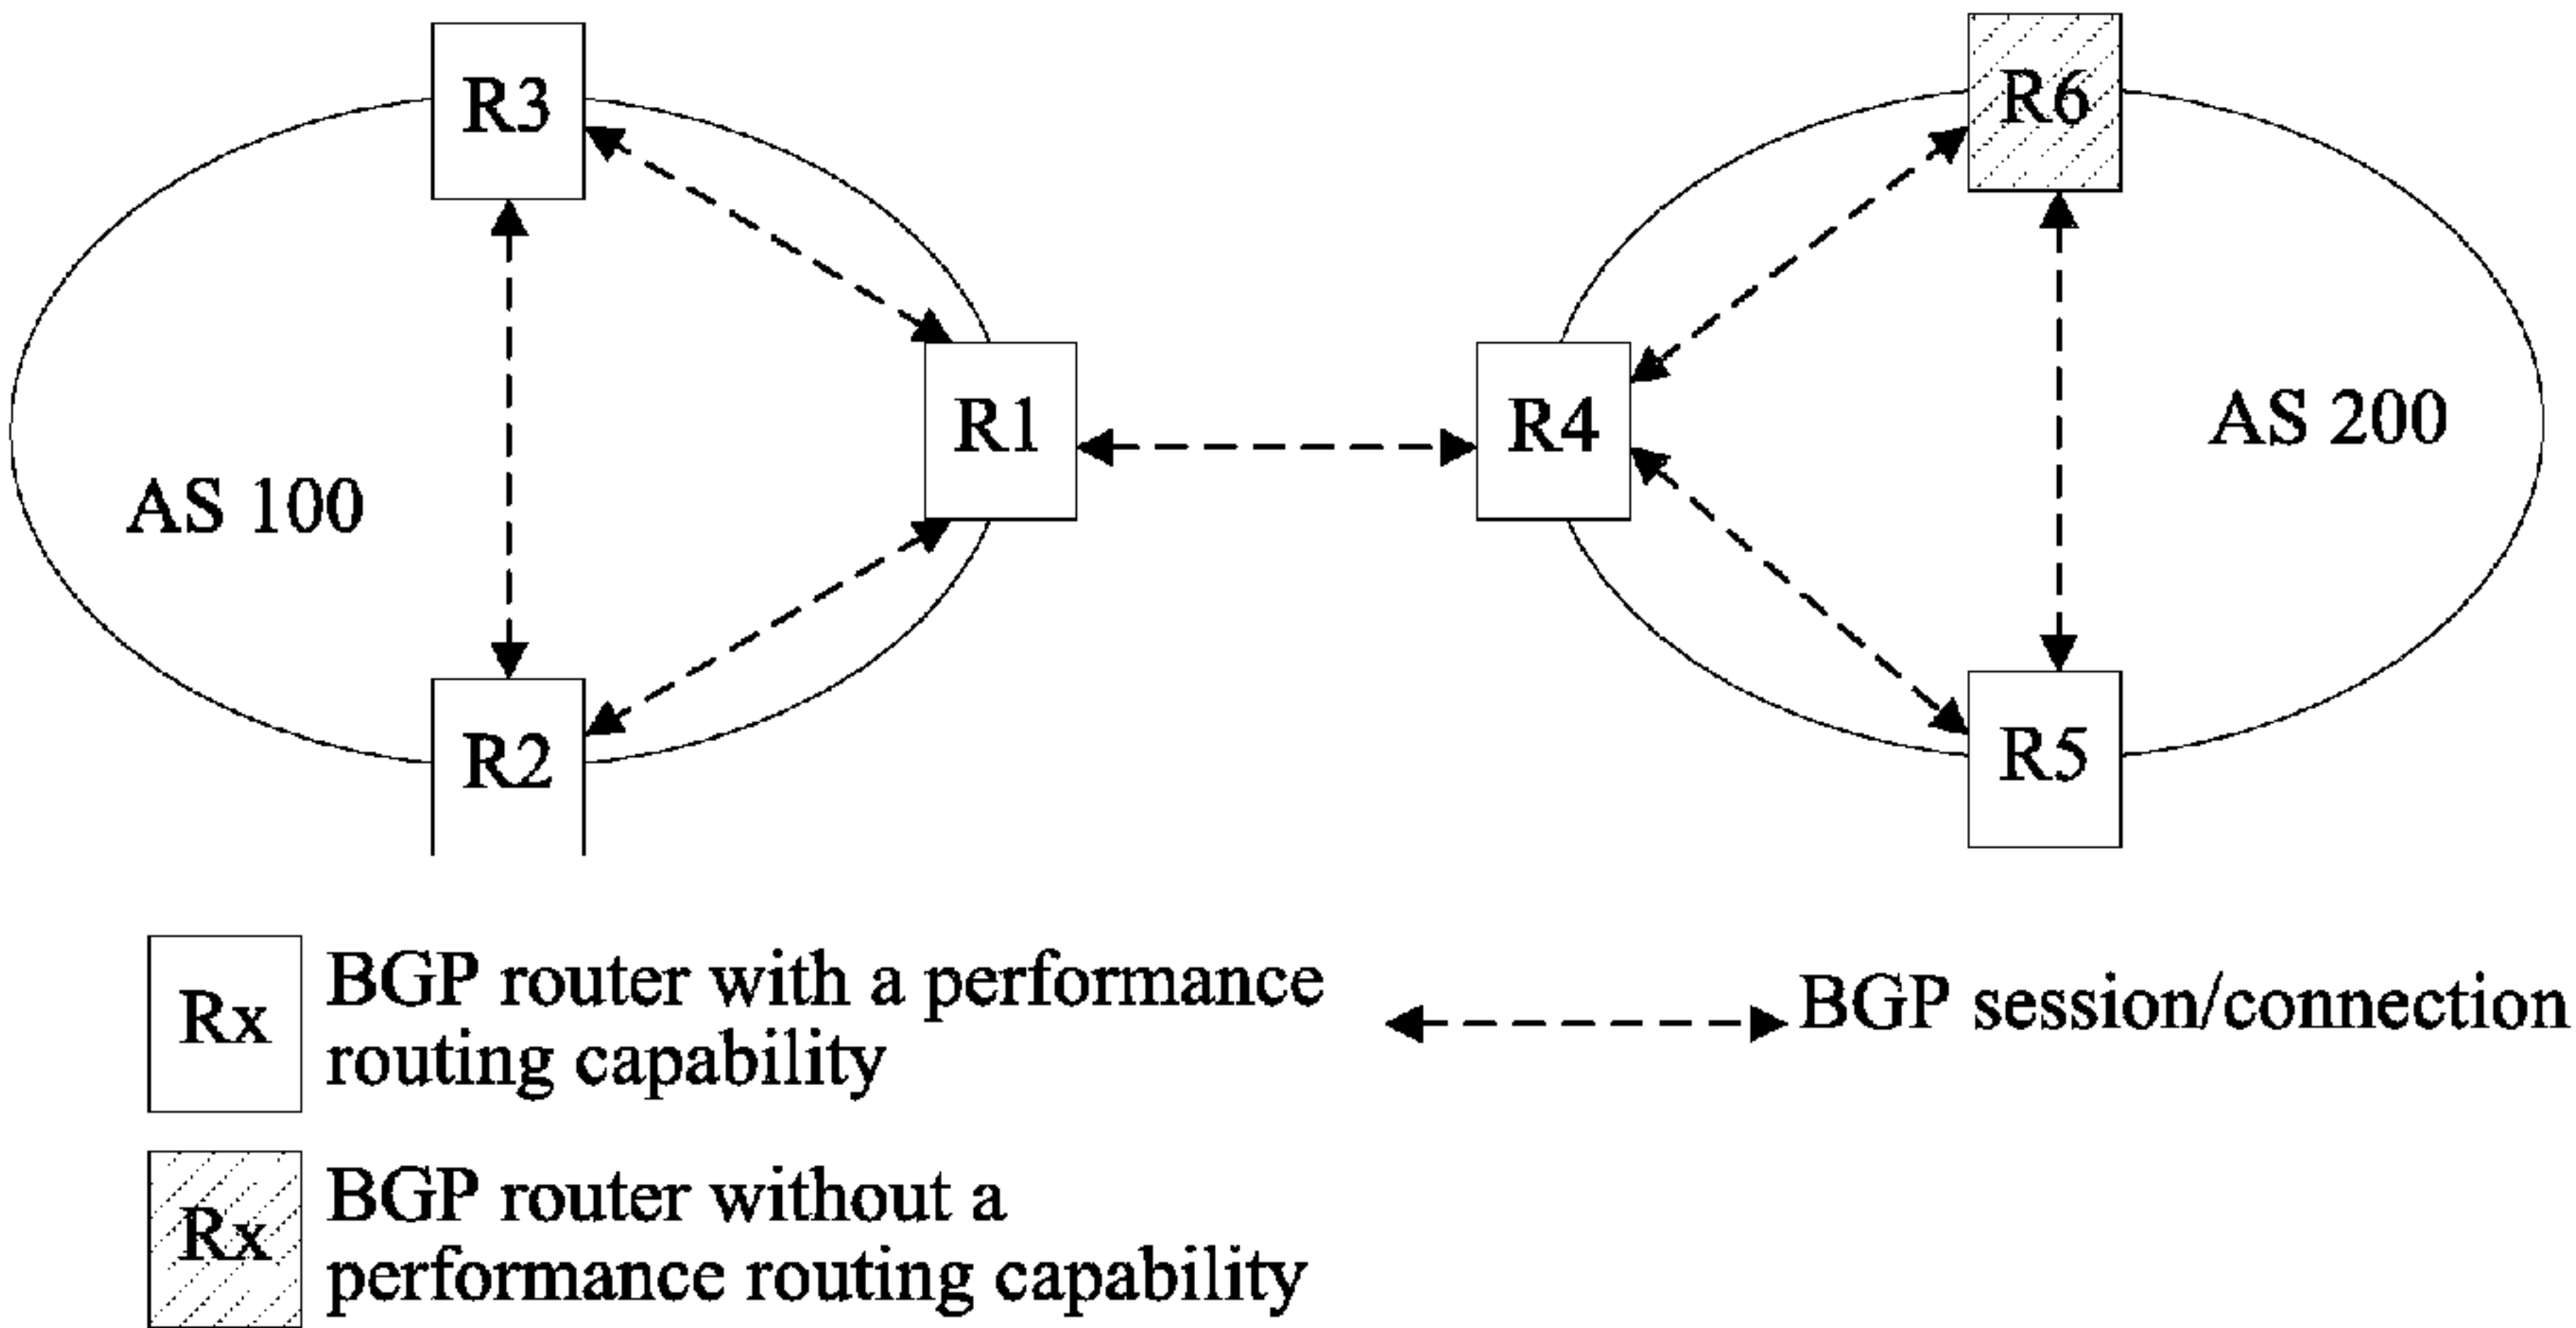 R3
R6
R1
R4
AS 200
AS 100
R2
R5
Rx
BGP router with a performance
routing capability
BGP session/connection
Rx
BGP router without a
performance routing capability